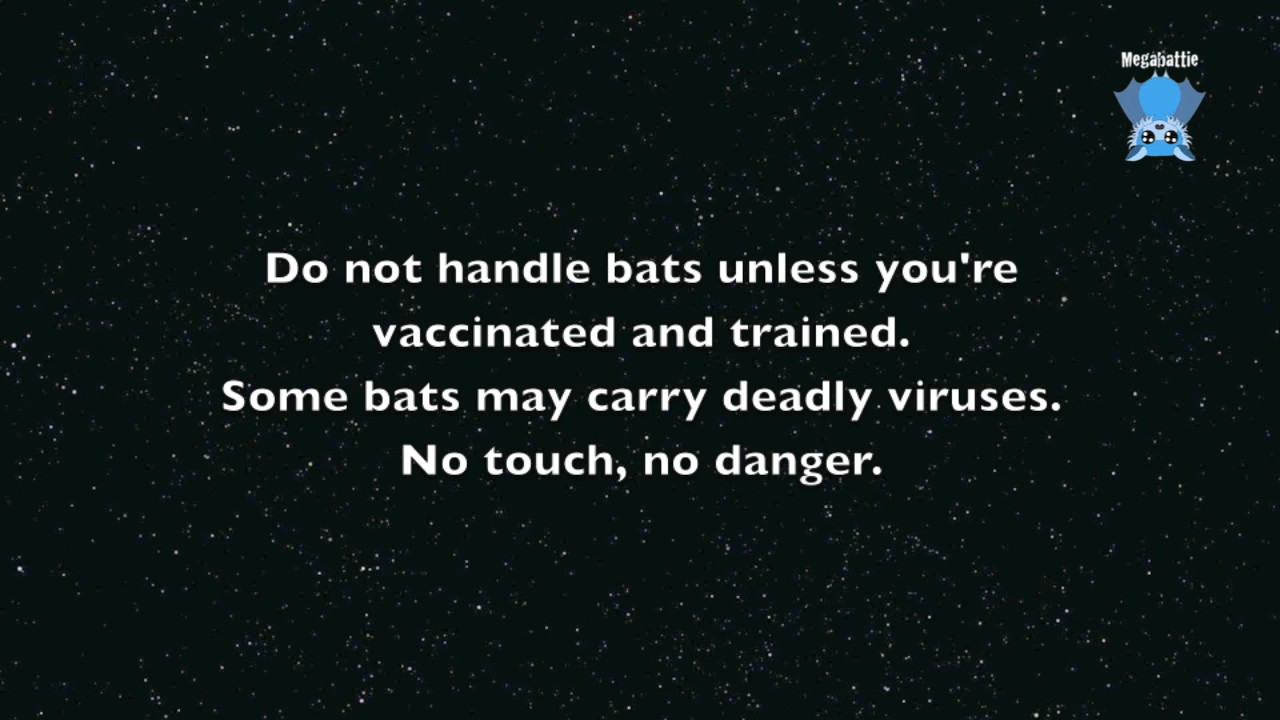 Megabattie
Do not handle bats unless you're
vaccinated and trained.
Some bats may carry deadly viruses.
No touch, no danger.